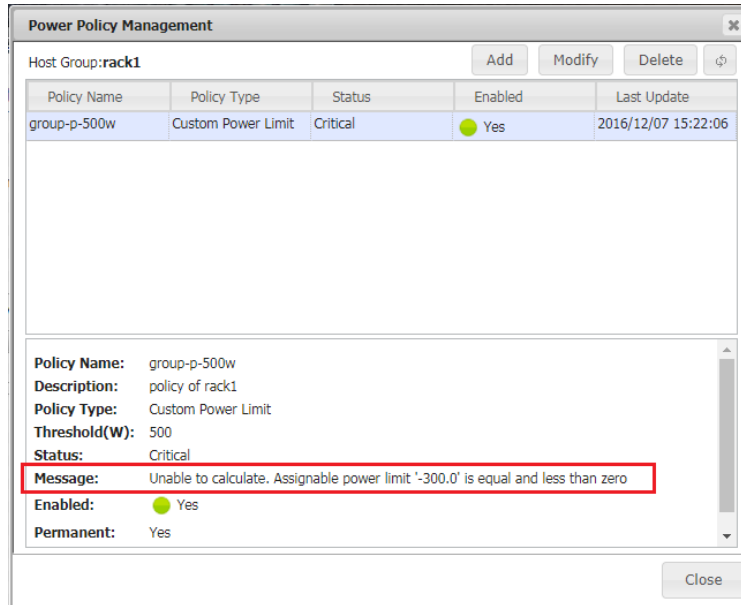 Power Policy Management
Host Group:rack1 Add Modify Delete
Policy Name Policy Type Status Enabled Last Update
group-p-500w Custom Power Limit Critical Yes 2016/12/07 15:22:06
Policy Name: group-p-500w
Description: policy of rack1
Policy Type: Custom Power Limit
Threshold(W): 500
Status: Critical
Message: Unable to calculate. Assignable power limit '-300.0' is equal and less than zero
Enabled: Yes
Permanent: Yes
Close